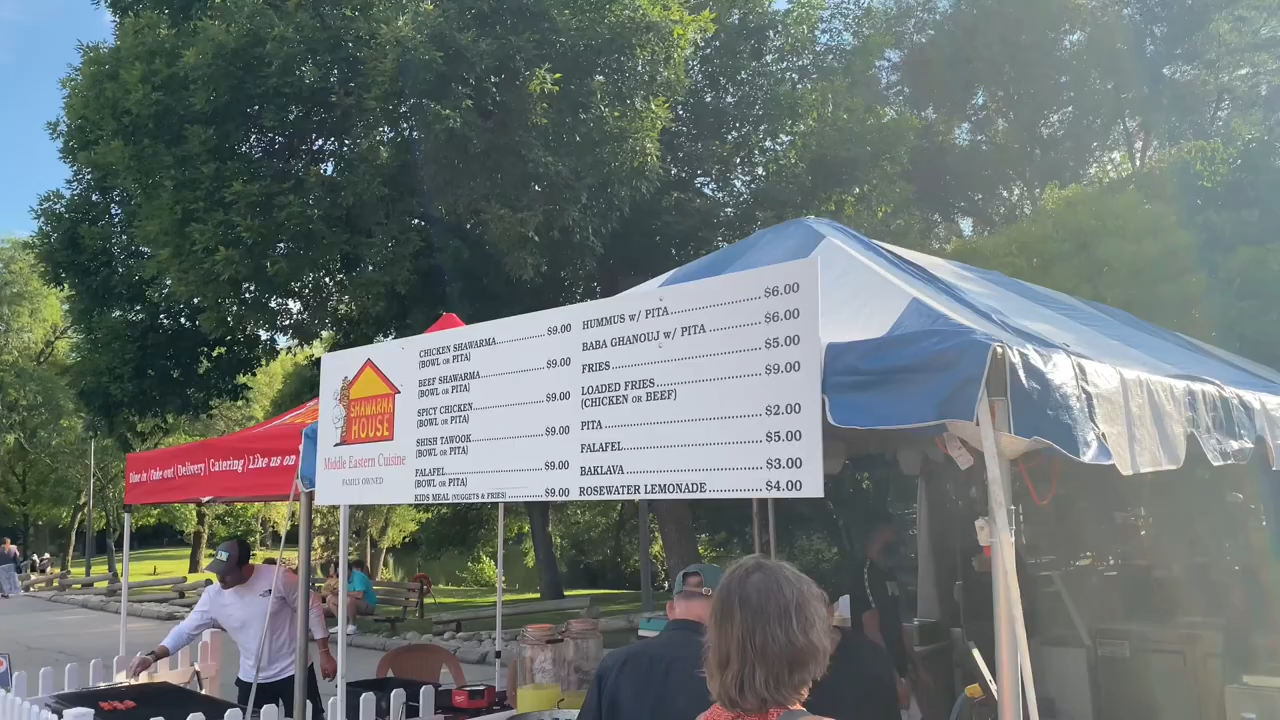 SHAWARMA
HOUSE
Middle Eastern Cuisine
FAMILY OWNED
CHICKEN SHAWARMA..........$9.00
(BOWL OR PITA)
BEEF SHAWARMA..........$9.00
(BOWL OR PITA)
SPICY CHICKEN..........$9.00
(BOWL OR PITA)
SHISH TAWOOK..........$9.00
(BOWL OR PITA)
FALAFEL..........$9.00
(BOWL OR PITA)
KIDS MEAL (NUGGETS & FRIES)..........$9.00
HUMMUS w/ PITA..........$6.00
BABA GHANOUJ w/ PITA..........$6.00
FRIES..........$5.00
LOADED FRIES..........$9.00
(CHICKEN OR BEEF)
PITA..........$2.00
FALAFEL..........$5.00
BAKLAVA..........$3.00
ROSEWATER LEMONADE..........$4.00
Dine in | Take out | Delivery | Catering | Like us on